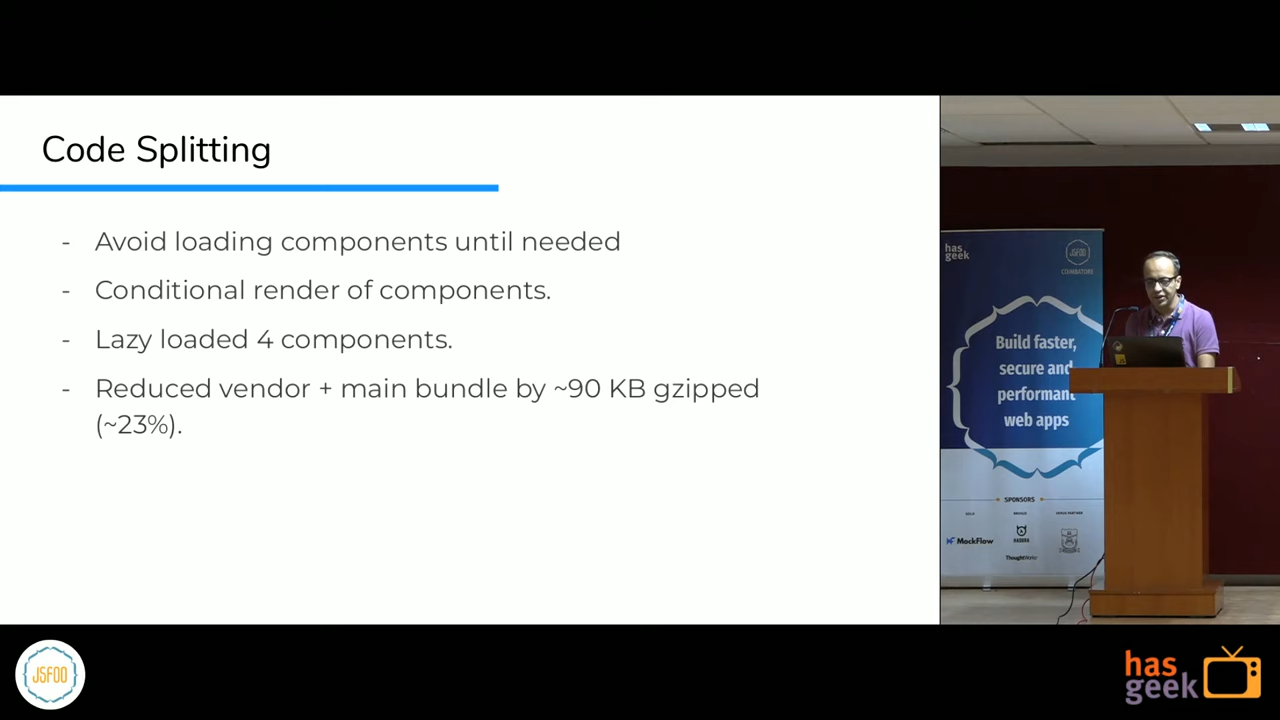 Code Splitting
- Avoid loading components until needed
- Conditional render of components.
- Lazy loaded 4 components.
- Reduced vendor + main bundle by ~90 KB gzipped
(~23%).
has
geek
JSFOO
COIMBATORE
Build faster,
secure and
performant
web apps
SPONSORS
MockFlow
HASURA
ThoughtWorks
JSFOO
has
geek